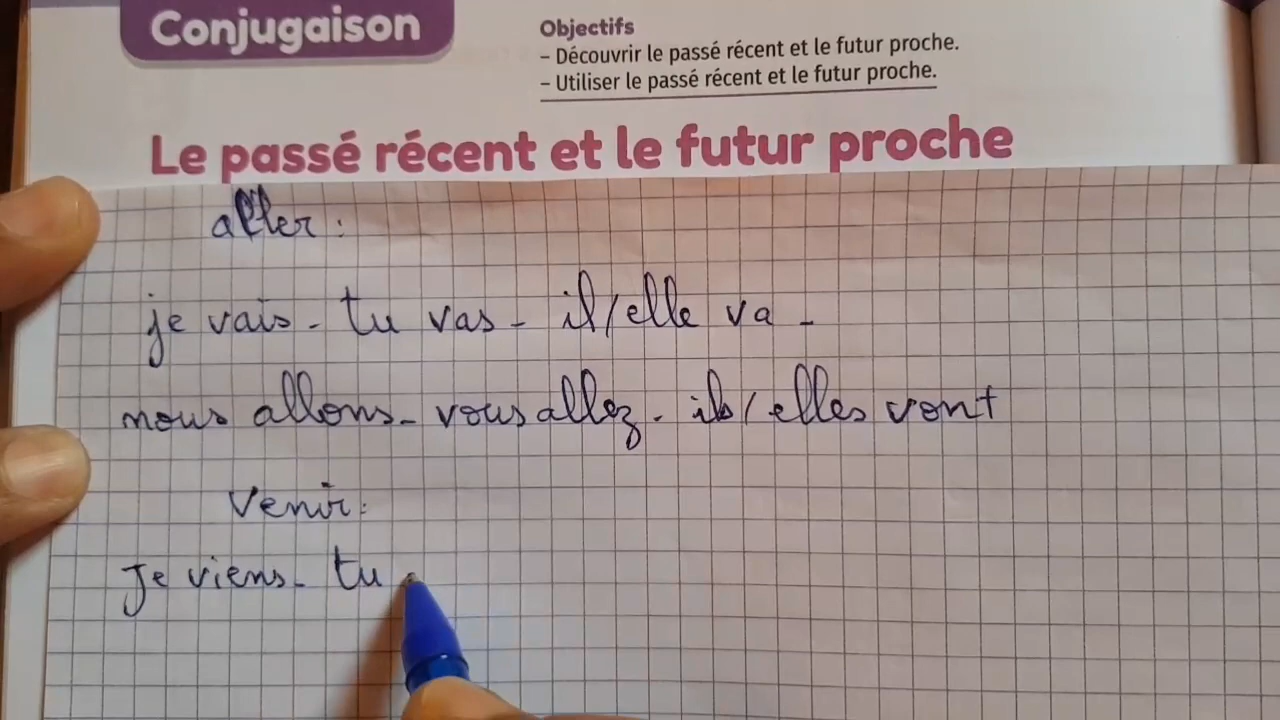 Conjugaison
Objectifs
– Découvrir le passé récent et le futur proche.
– Utiliser le passé récent et le futur proche.
Le passé récent et le futur proche
aller :
je vais - tu vas - il/elle va -
nous allons - vous allez - ils/elles vont
Venir :
Je viens - tu